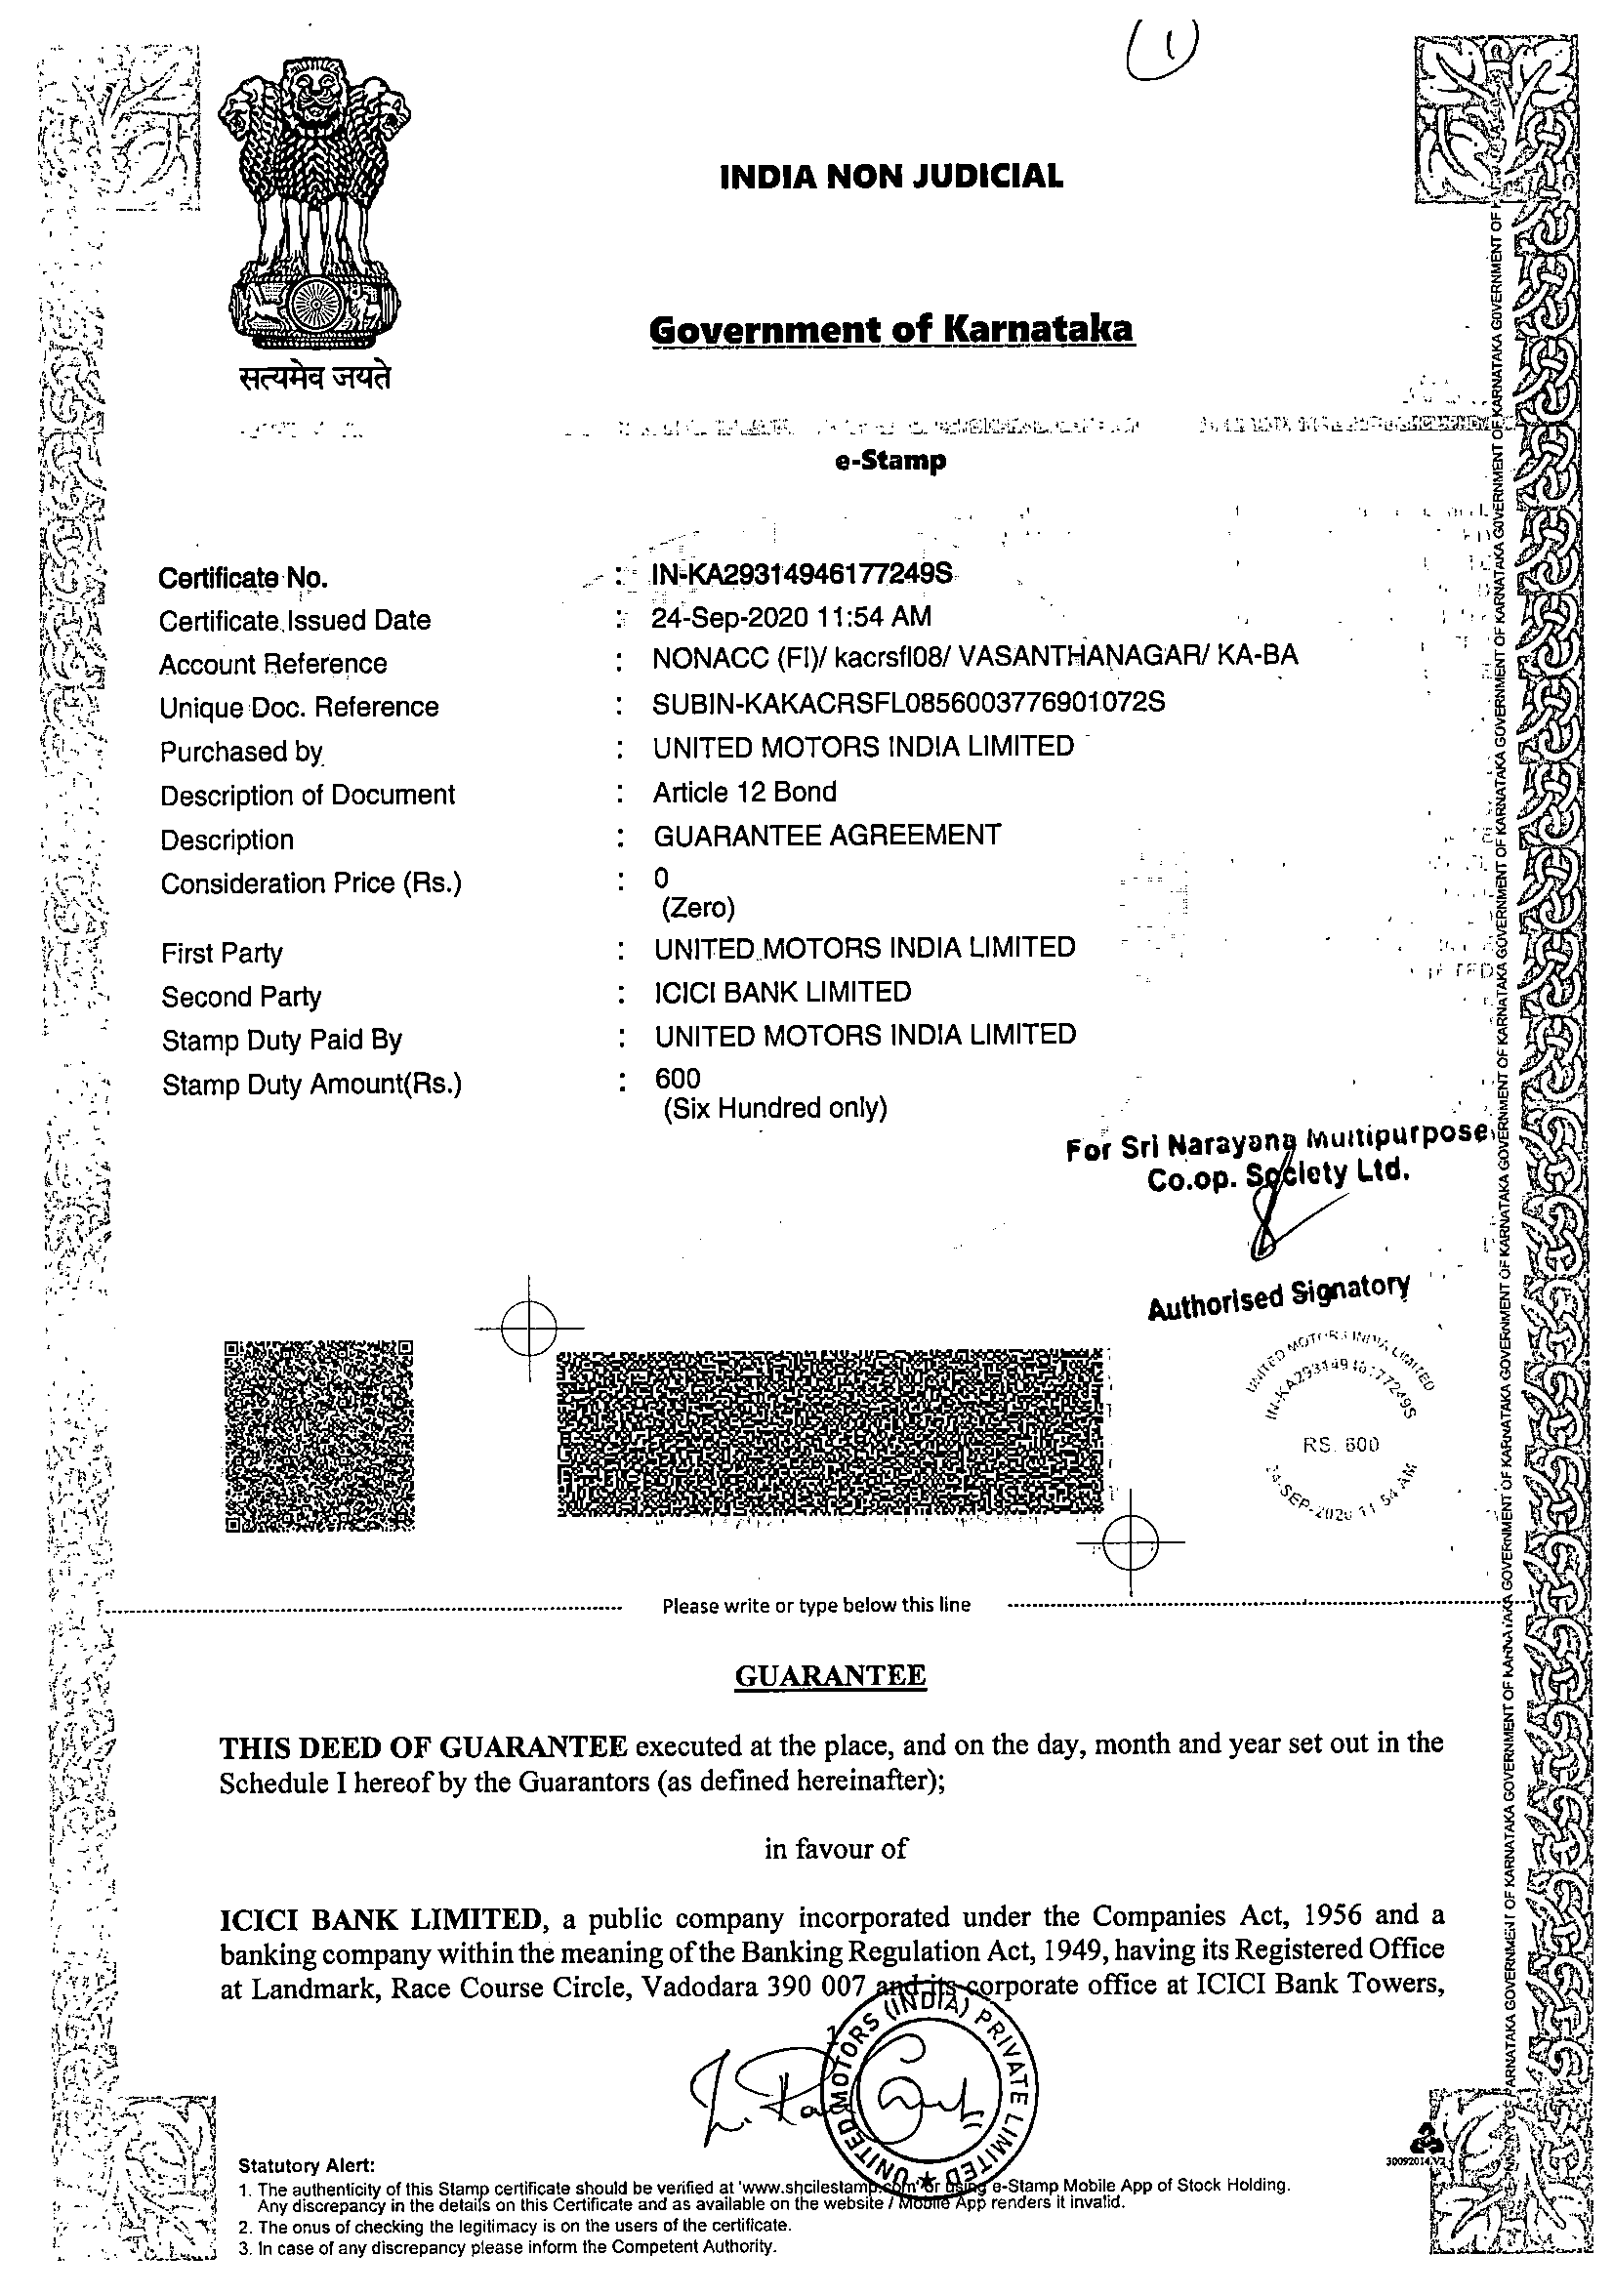 (1)
INDIA NON JUDICIAL
Government of Karnataka
सत्यमेव जयते
e-Stamp
Certificate No. : IN-KA29314946177249S
Certificate Issued Date : 24-Sep-2020 11:54 AM
Account Reference : NONACC (FI)/ kacrsfl08/ VASANTHANAGAR/ KA-BA
Unique Doc. Reference : SUBIN-KAKACRSFL0856003776901072S
Purchased by : UNITED MOTORS INDIA LIMITED
Description of Document : Article 12 Bond
Description : GUARANTEE AGREEMENT
Consideration Price (Rs.) : 0
(Zero)
First Party : UNITED MOTORS INDIA LIMITED
Second Party : ICICI BANK LIMITED
Stamp Duty Paid By : UNITED MOTORS INDIA LIMITED
Stamp Duty Amount(Rs.) : 600
(Six Hundred only)
For Sri Narayana Multipurpose
Co.op. Society Ltd.
Authorised Signatory
UNITED MOTORS INDIA LIMITED
IN-KA29314946177249S
RS. 600
24-SEP-2020 11 54 AM
Please write or type below this line
GUARANTEE
THIS DEED OF GUARANTEE executed at the place, and on the day, month and year set out in the
Schedule I hereof by the Guarantors (as defined hereinafter);
in favour of
ICICI BANK LIMITED, a public company incorporated under the Companies Act, 1956 and a
banking company within the meaning of the Banking Regulation Act, 1949, having its Registered Office
at Landmark, Race Course Circle, Vadodara 390 007 and its corporate office at ICICI Bank Towers,
1
UNITED MOTORS (INDIA) PRIVATE LIMITED
Statutory Alert:
1. The authenticity of this Stamp certificate should be verified at 'www.shcilestamp.com' or using e-Stamp Mobile App of Stock Holding.
Any discrepancy in the details on this Certificate and as available on the website / Mobile App renders it invalid.
2. The onus of checking the legitimacy is on the users of the certificate.
3. In case of any discrepancy please inform the Competent Authority.
GOVERNMENT OF KARNATAKA GOVERNMENT OF KARNATAKA GOVERNMENT OF KARNATAKA